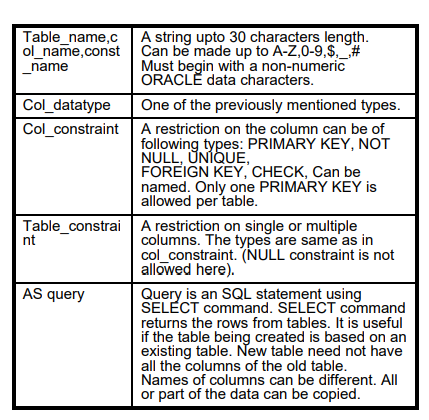 Table_name,c
ol_name,const
_name
A string upto 30 characters length.
Can be made up to A-Z,0-9,$,_,#
Must begin with a non-numeric
ORACLE data characters.
Col_datatype
One of the previously mentioned types.
Col_constraint
A restriction on the column can be of
following types: PRIMARY KEY, NOT
NULL, UNIQUE,
FOREIGN KEY, CHECK, Can be
named. Only one PRIMARY KEY is
allowed per table.
Table_constrai
nt
A restriction on single or multiple
columns. The types are same as in
col_constraint. (NULL constraint is not
allowed here).
AS query
Query is an SQL statement using
SELECT command. SELECT command
returns the rows from tables. It is useful
if the table being created is based on an
existing table. New table need not have
all the columns of the old table.
Names of columns can be different. All
or part of the data can be copied.